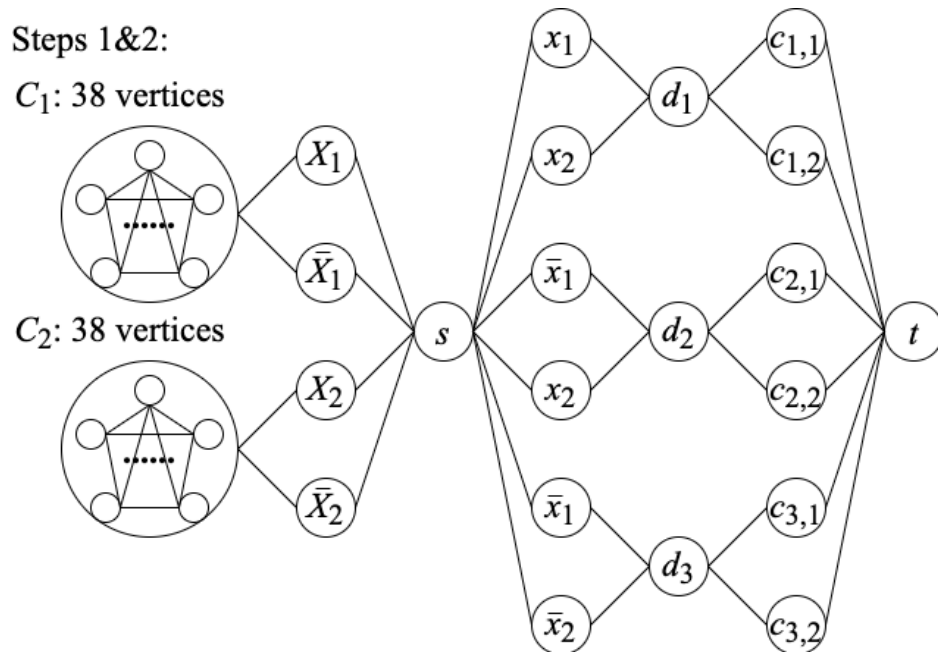 Steps 1&2:
C₁: 38 vertices
X₁
X̄₁
C₂: 38 vertices
X₂
X̄₂
s
x₁
x₂
x̄₁
x₂
x̄₁
x̄₂
d₁
d₂
d₃
c₁,₁
c₁,₂
c₂,₁
c₂,₂
c₃,₁
c₃,₂
t